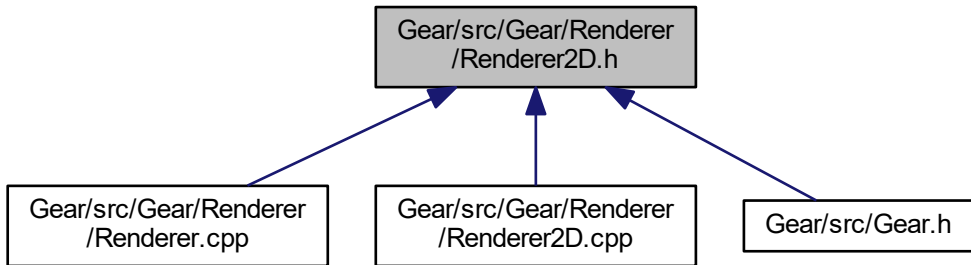 Gear/src/Gear/Renderer
/Renderer2D.h
Gear/src/Gear/Renderer
/Renderer.cpp
Gear/src/Gear/Renderer
/Renderer2D.cpp
Gear/src/Gear.h